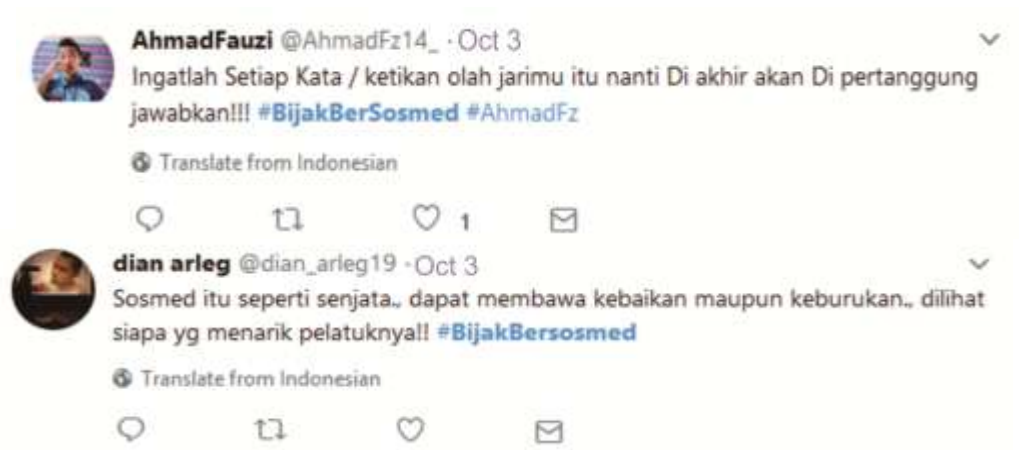 AhmadFauzi @AhmadFz14_ · Oct 3
Ingatlah Setiap Kata / ketikan olah jarimu itu nanti Di akhir akan Di pertanggung
jawabkan!!! #BijakBerSosmed #AhmadFz
Translate from Indonesian
1
dian arleg @dian_arleg19 · Oct 3
Sosmed itu seperti senjata., dapat membawa kebaikan maupun keburukan., dilihat
siapa yg menarik pelatuknya!! #BijakBersosmed
Translate from Indonesian